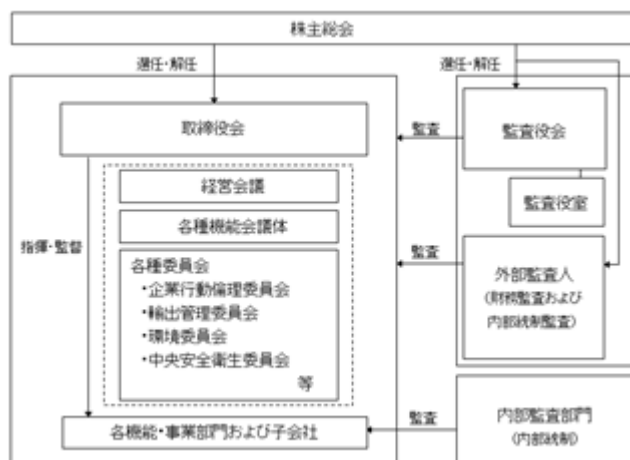 株主総会
選任・解任
選任・解任
取締役会
監査
監査役会
経営会議
監査役室
各種機能会議体
指揮・監督
監査
各種委員会
・企業行動倫理委員会
・輸出管理委員会
・環境委員会
・中央安全衛生委員会
等
外部監査人
(財務監査および
内部統制監査)
各機能・事業部門および子会社
監査
内部監査部門
(内部統制)